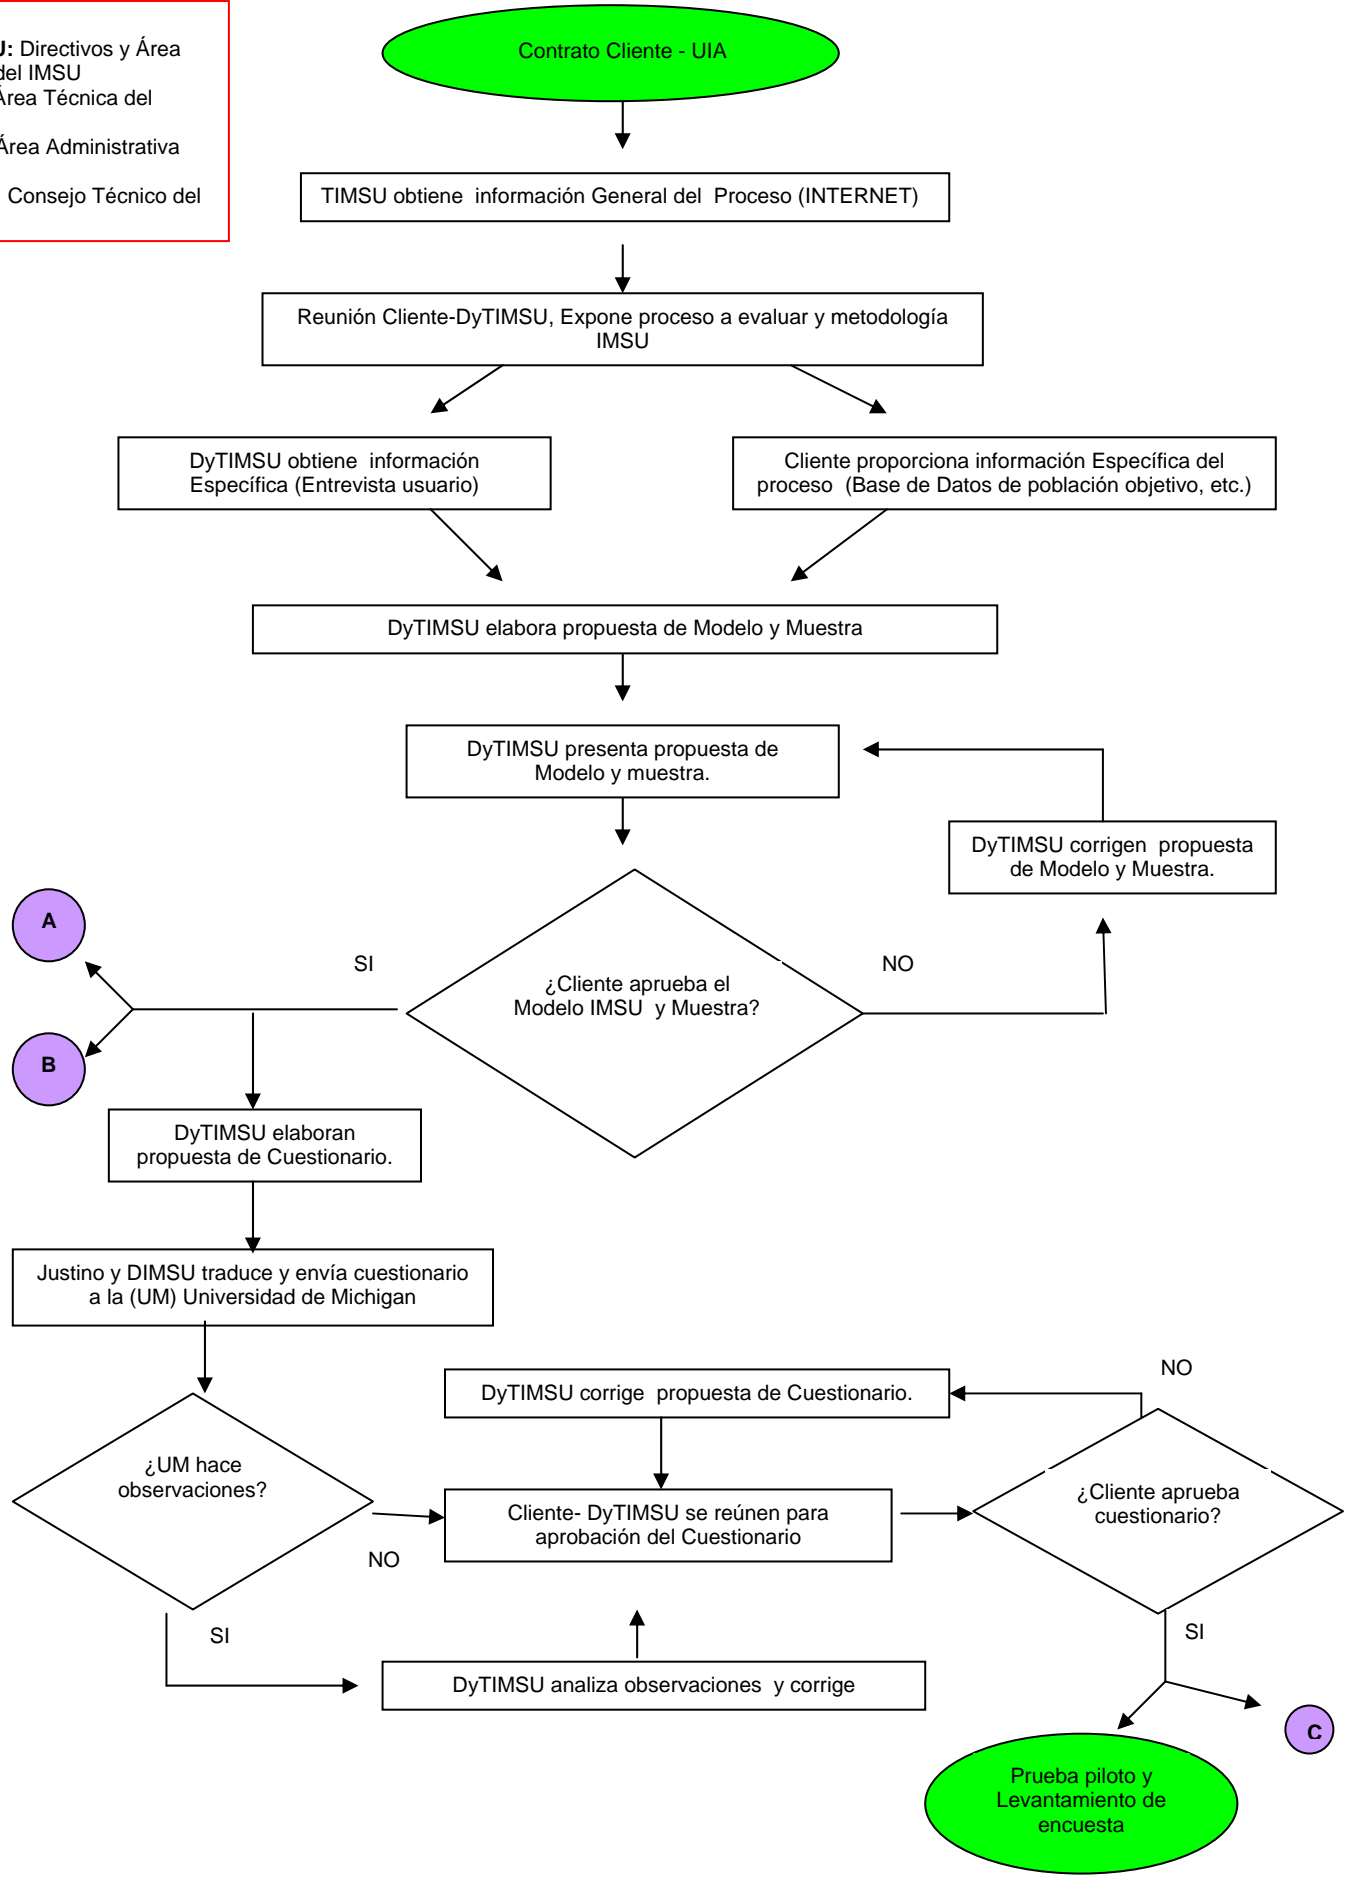 U: Directivos y Área
del IMSU
Área Técnica del
Área Administrativa
Consejo Técnico del
Contrato Cliente - UIA
TIMSU obtiene información General del Proceso (INTERNET)
Reunión Cliente-DyTIMSU, Expone proceso a evaluar y metodología
IMSU
DyTIMSU obtiene información
Específica (Entrevista usuario)
Cliente proporciona información Específica del
proceso (Base de Datos de población objetivo, etc.)
DyTIMSU elabora propuesta de Modelo y Muestra
DyTIMSU presenta propuesta de
Modelo y muestra.
DyTIMSU corrigen propuesta
de Modelo y Muestra.
A
SI
NO
¿Cliente aprueba el
Modelo IMSU y Muestra?
B
DyTIMSU elaboran
propuesta de Cuestionario.
Justino y DIMSU traduce y envía cuestionario
a la (UM) Universidad de Michigan
NO
DyTIMSU corrige propuesta de Cuestionario.
¿UM hace
observaciones?
¿Cliente aprueba
cuestionario?
Cliente- DyTIMSU se reúnen para
aprobación del Cuestionario
NO
SI
SI
DyTIMSU analiza observaciones y corrige
C
Prueba piloto y
Levantamiento de
encuesta